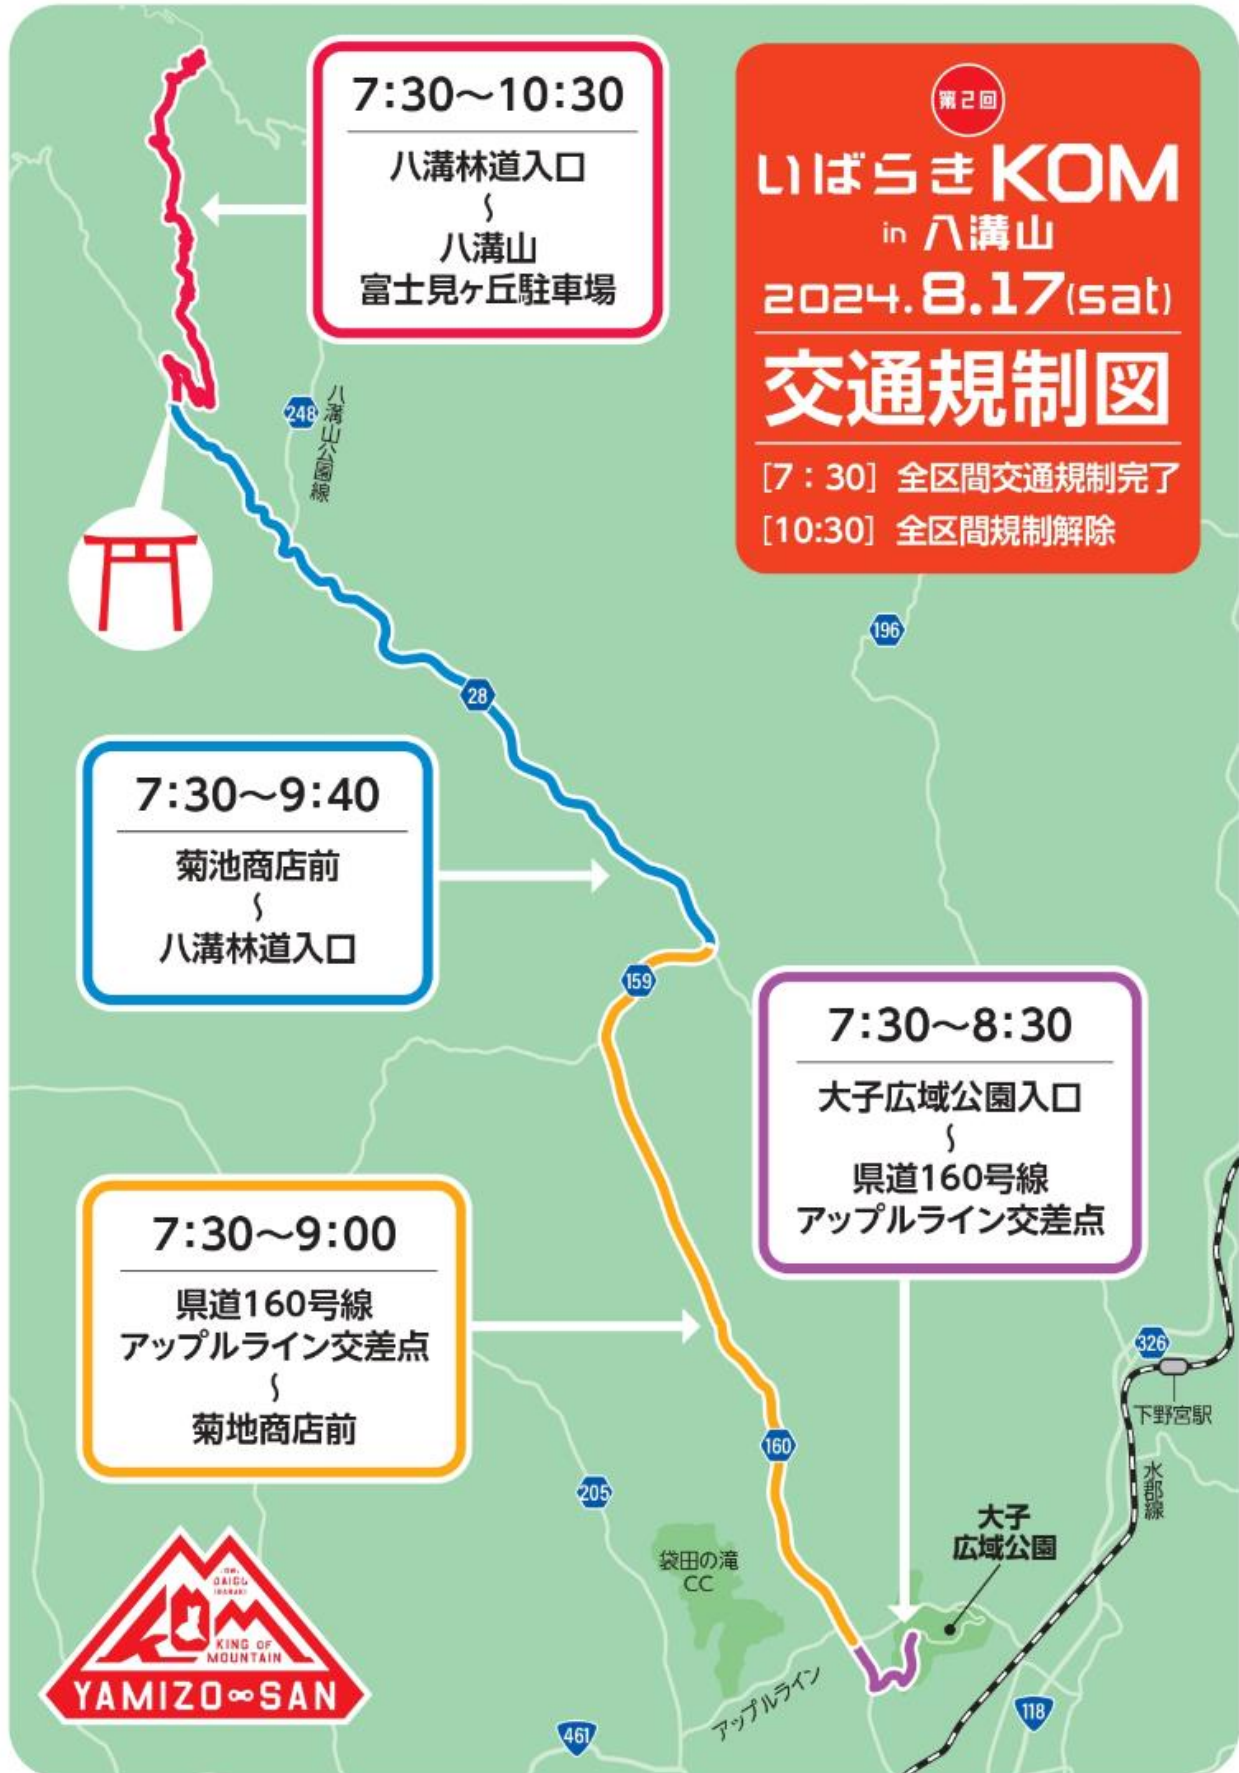 7:30～10:30
八溝林道入口
～
八溝山
富士見ヶ丘駐車場
第2回
いばらきKOM
in 八溝山
2024.8.17(sat)
交通規制図
[7：30] 全区間交通規制完了
[10:30] 全区間規制解除
248
八溝山公園線
196
28
7:30～9:40
菊池商店前
～
八溝林道入口
159
7:30～8:30
大子広域公園入口
～
県道160号線
アップルライン交差点
7:30～9:00
県道160号線
アップルライン交差点
～
菊地商店前
326
下野宮駅
水郡線
160
205
大子
広域公園
袋田の滝
CC
アップルライン
118
461
DAIGO
KOM
KING OF
MOUNTAIN
YAMIZO∞SAN